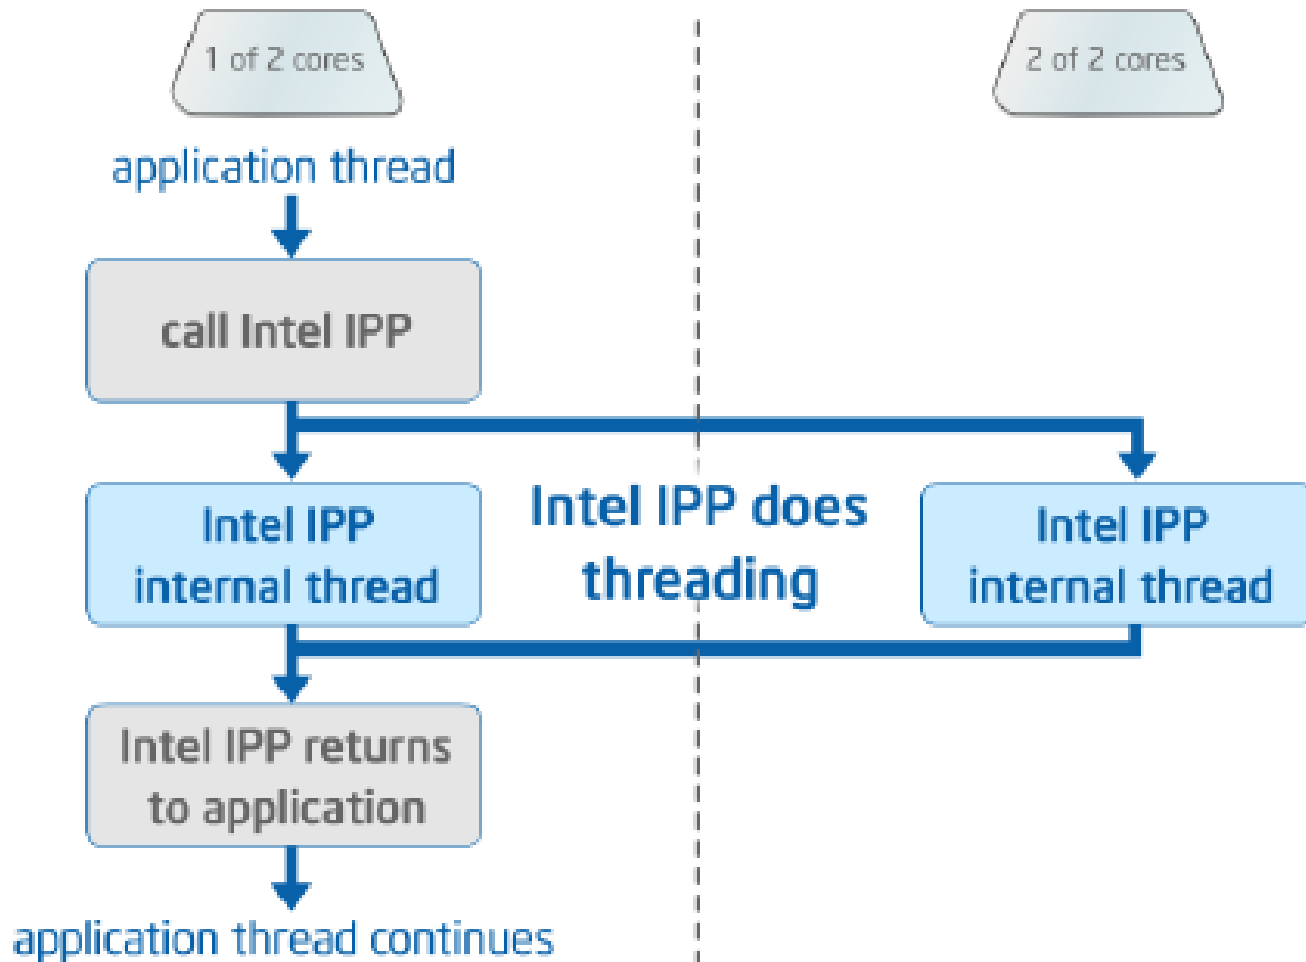 1 of 2 cores
2 of 2 cores
application thread
call Intel IPP
Intel IPP
internal thread
Intel IPP does
threading
Intel IPP
internal thread
Intel IPP returns
to application
application thread continues